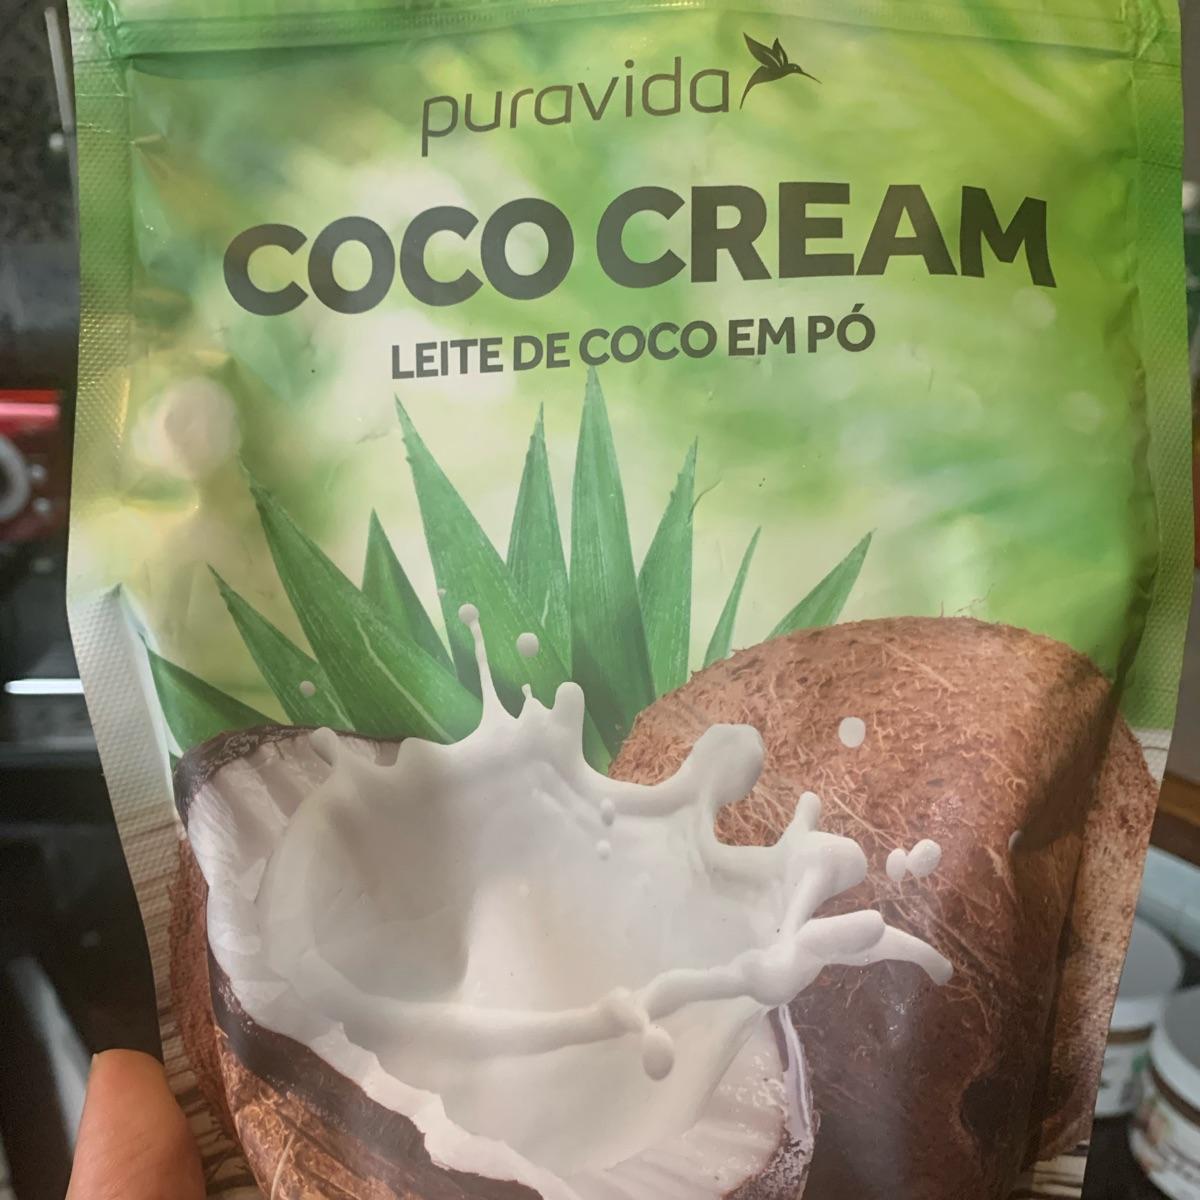 puravida
COCO CREAM
LEITE DE COCO EM PÓ